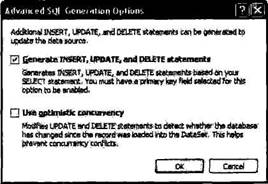 Advanced SQL Generation Options
Additional INSERT, UPDATE, and DELETE statements can be generated to
update the data source.
Generate INSERT, UPDATE, and DELETE statements
Generates INSERT, UPDATE, and DELETE statements based on your
SELECT statement. You must have a primary key field selected for this
option to be enabled.
Use optimistic concurrency
Modifies UPDATE and DELETE statements to detect whether the database
has changed since the record was loaded into the DataSet. This helps
prevent concurrency conflicts.
OK Cancel